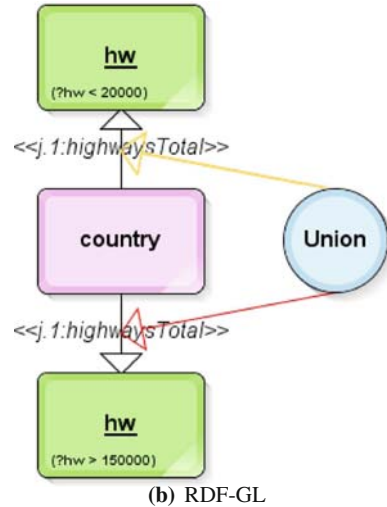 hw
(?hw < 20000)
<<j.1:highwaysTotal>>
country
Union
<<j.1:highwaysTotal>>
hw
(?hw > 150000)
(b) RDF-GL